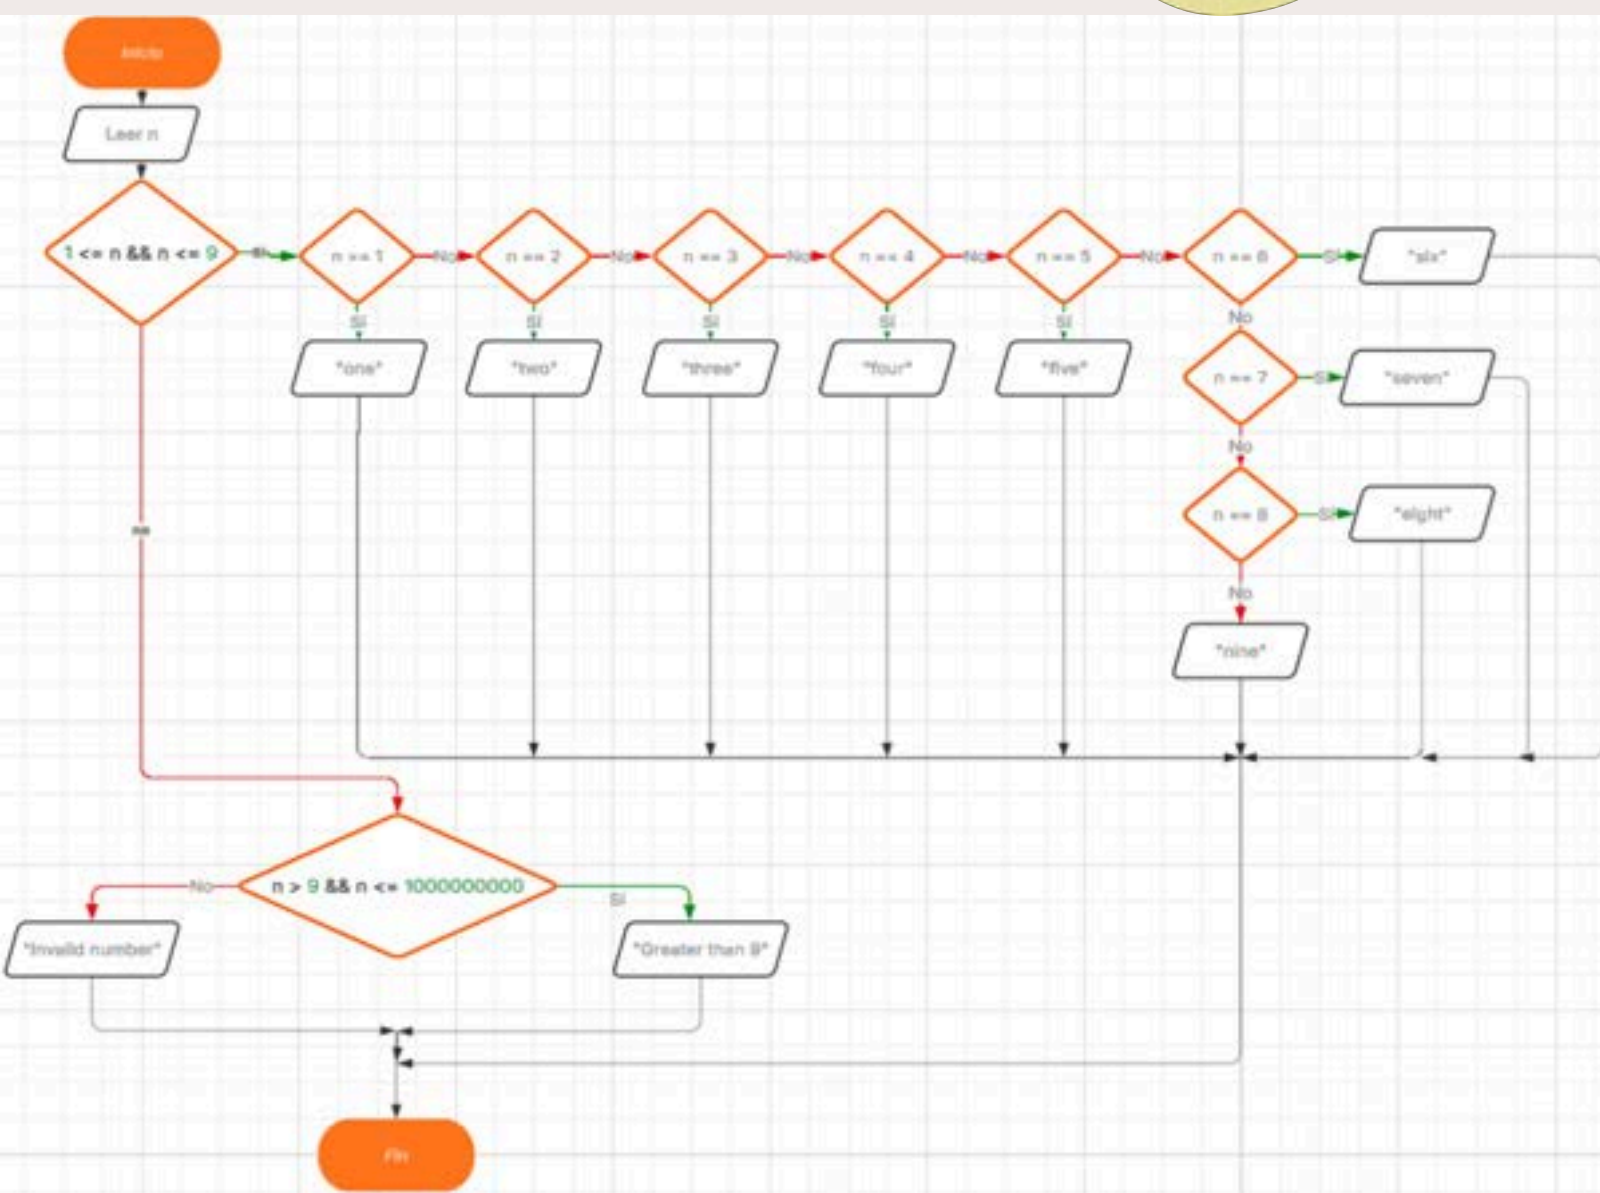 Inicio
Leer n
1 <= n && n <= 9
Si
n == 1
No
n == 2
No
n == 3
No
n == 4
No
n == 5
No
n == 6
Si
"six"
Si
Si
Si
Si
Si
No
"one"
"two"
"three"
"four"
"five"
n == 7
Si
"seven"
No
n == 8
Si
"eight"
no
No
"nine"
n > 9 && n <= 1000000000
No
Si
"Invalid number"
"Greater than 9"
Fin